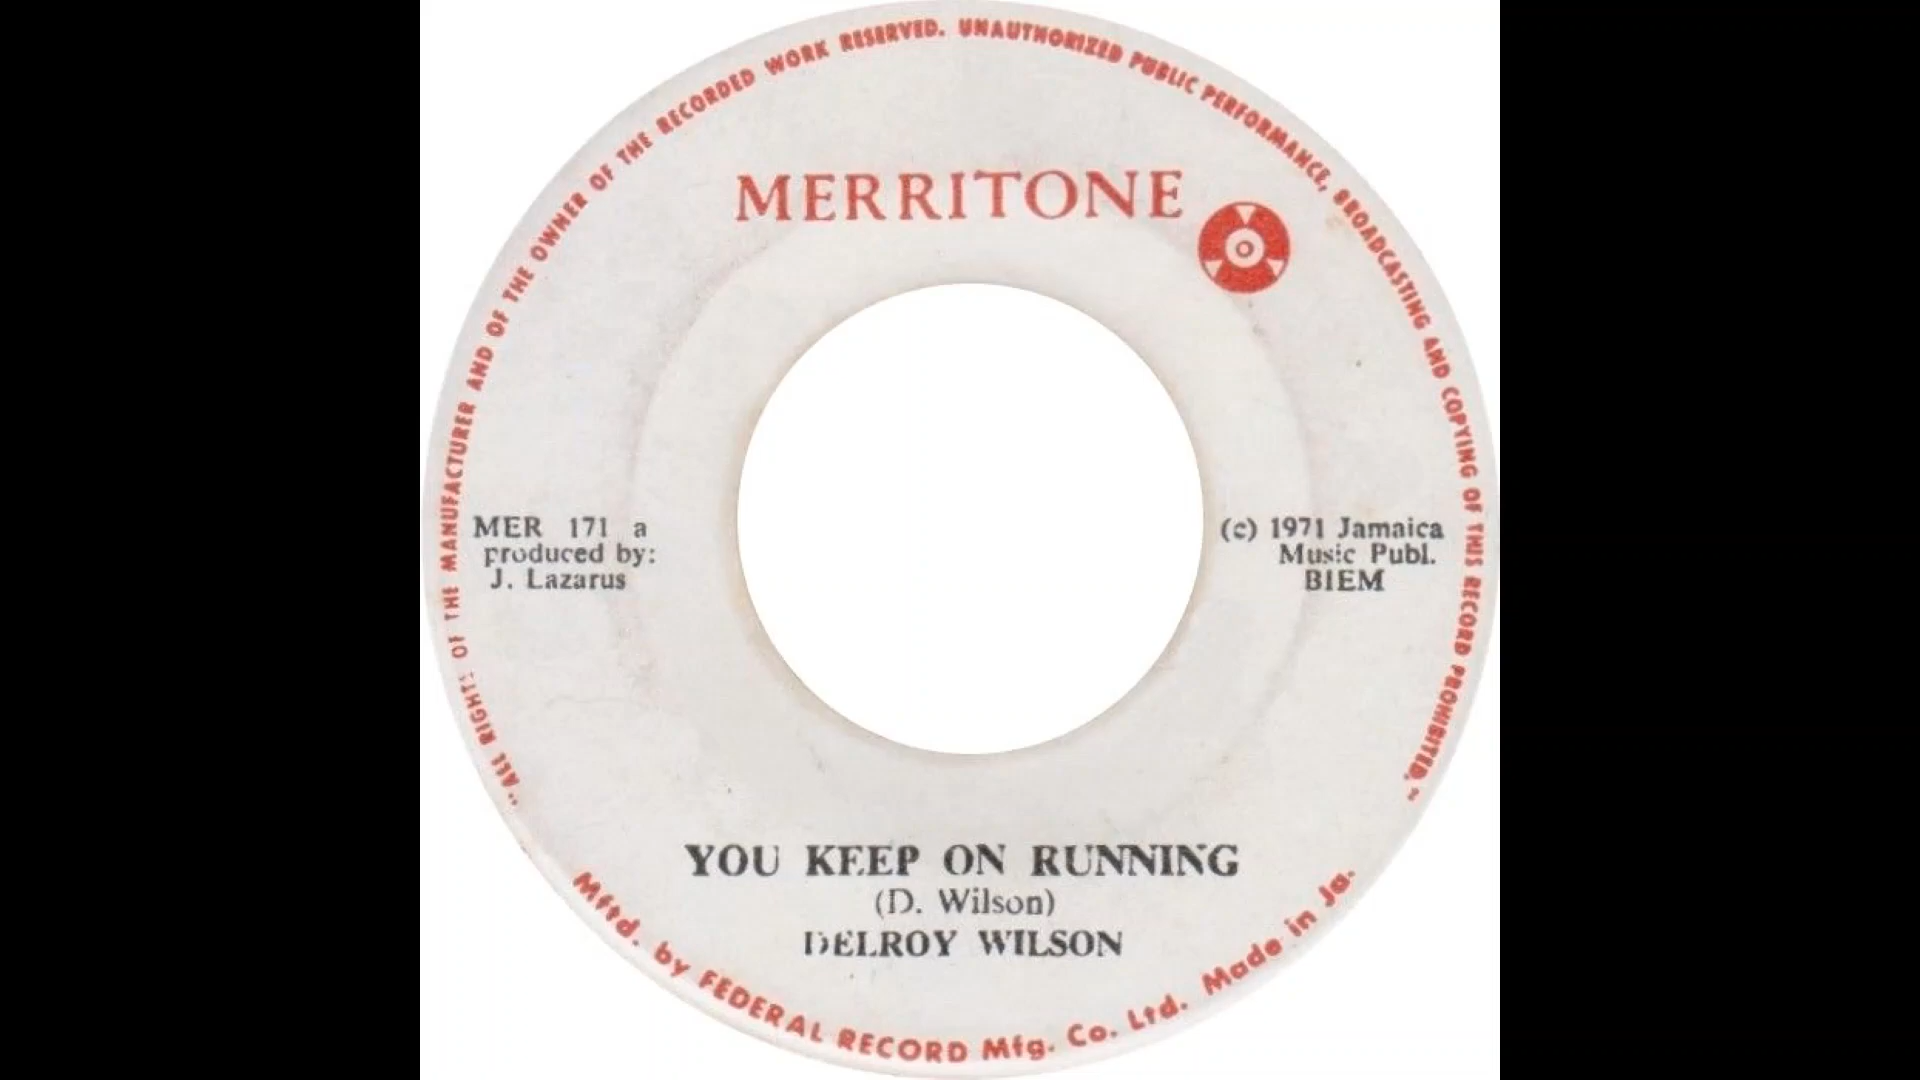 "ALL RIGHTS OF THE MANUFACTURER AND OF THE OWNER OF THE RECORDED WORK RESERVED. UNAUTHORIZED PUBLIC PERFORMANCE, BROADCASTING AND COPYING OF THIS RECORD PROHIBITED."
MERRITONE
MER 171 a
produced by:
J. Lazarus
(c) 1971 Jamaica
Music Publ.
BIEM
YOU KEEP ON RUNNING
(D. Wilson)
DELROY WILSON
Mftd. by FEDERAL RECORD Mfg. Co. Ltd. Made in Ja.